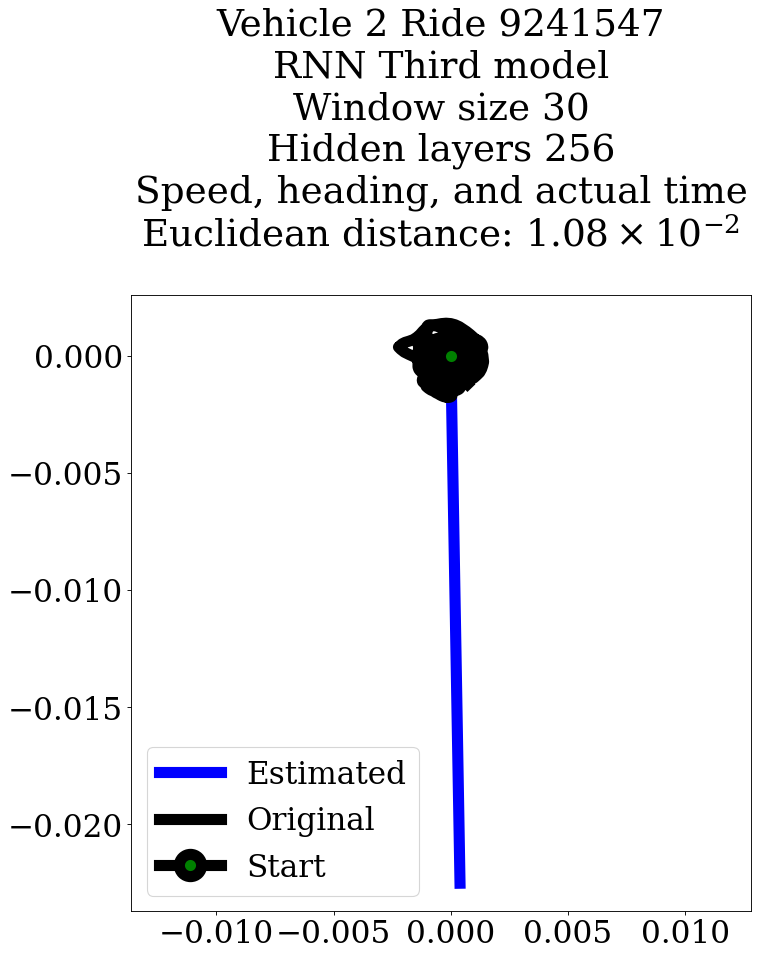 Vehicle 2 Ride 9241547
RNN Third model
Window size 30
Hidden layers 256
Speed, heading, and actual time
Euclidean distance: 1.08 × 10⁻²
0.000
−0.005
−0.010
−0.015
−0.020
Estimated
Original
Start
−0.010 −0.005 0.000 0.005 0.010